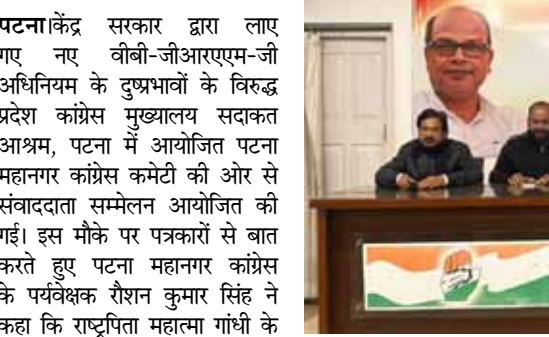 पटना।केंद्र सरकार द्वारा लाए
गए नए वीबी-जीआरएएम-जी
अधिनियम के दुष्प्रभावों के विरुद्ध
प्रदेश कांग्रेस मुख्यालय सदाकत
आश्रम, पटना में आयोजित पटना
महानगर कांग्रेस कमेटी की ओर से
संवाददाता सम्मेलन आयोजित की
गई। इस मौके पर पत्रकारों से बात
करते हुए पटना महानगर कांग्रेस
के पर्यवेक्षक रौशन कुमार सिंह ने
कहा कि राष्ट्रपिता महात्मा गांधी के